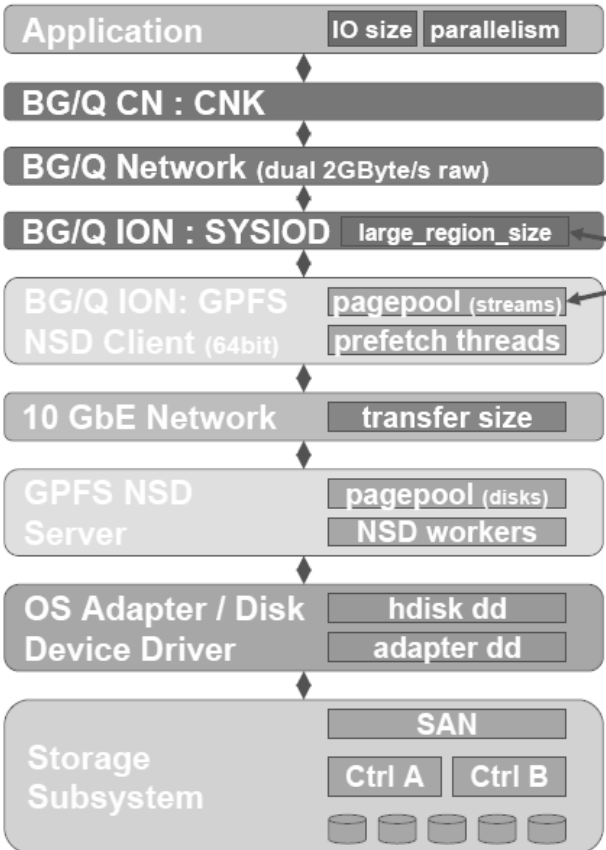 Application IO size parallelism
BG/Q CN : CNK
BG/Q Network (dual 2GByte/s raw)
BG/Q ION : SYSIOD large_region_size
BG/Q ION: GPFS pagepool (streams)
NSD Client (64bit) prefetch threads
10 GbE Network transfer size
GPFS NSD pagepool (disks)
Server NSD workers
OS Adapter / Disk hdisk dd
Device Driver adapter dd
SAN
Storage
Ctrl A Ctrl B
Subsystem